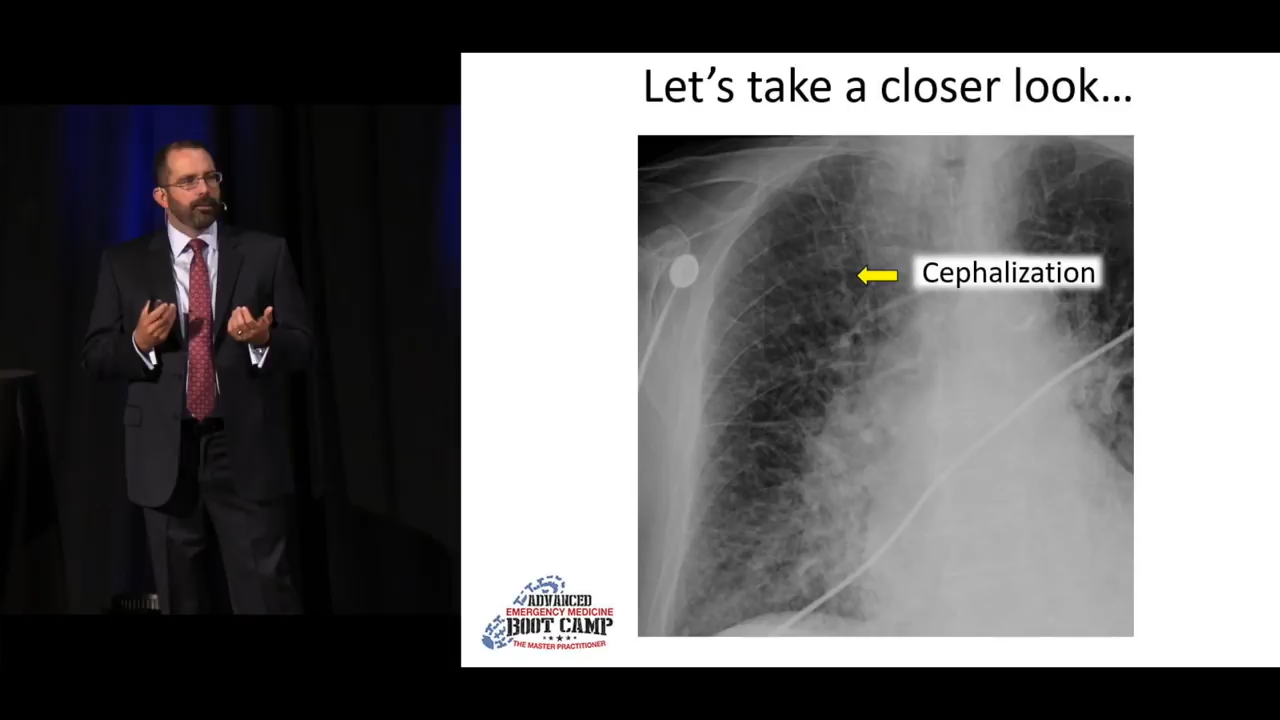 Let’s take a closer look…
Cephalization
ADVANCED
EMERGENCY MEDICINE
BOOT CAMP
THE MASTER PRACTITIONER